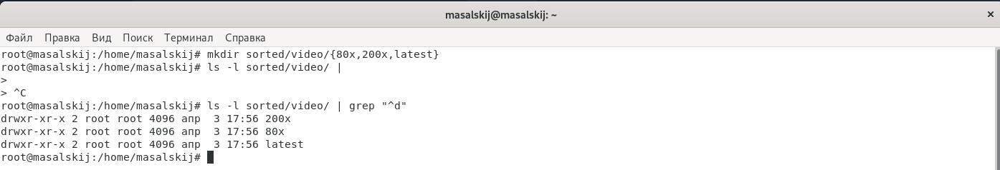 masalskij@masalskij: ~
×
Файл Правка Вид Поиск Терминал Справка
root@masalskij:/home/masalskij# mkdir sorted/video/{80x,200x,latest}
root@masalskij:/home/masalskij# ls -l sorted/video/ |
>
> ^C
root@masalskij:/home/masalskij# ls -l sorted/video/ | grep "^d"
drwxr-xr-x 2 root root 4096 апр  3 17:56 200x
drwxr-xr-x 2 root root 4096 апр  3 17:56 80x
drwxr-xr-x 2 root root 4096 апр  3 17:56 latest
root@masalskij:/home/masalskij#